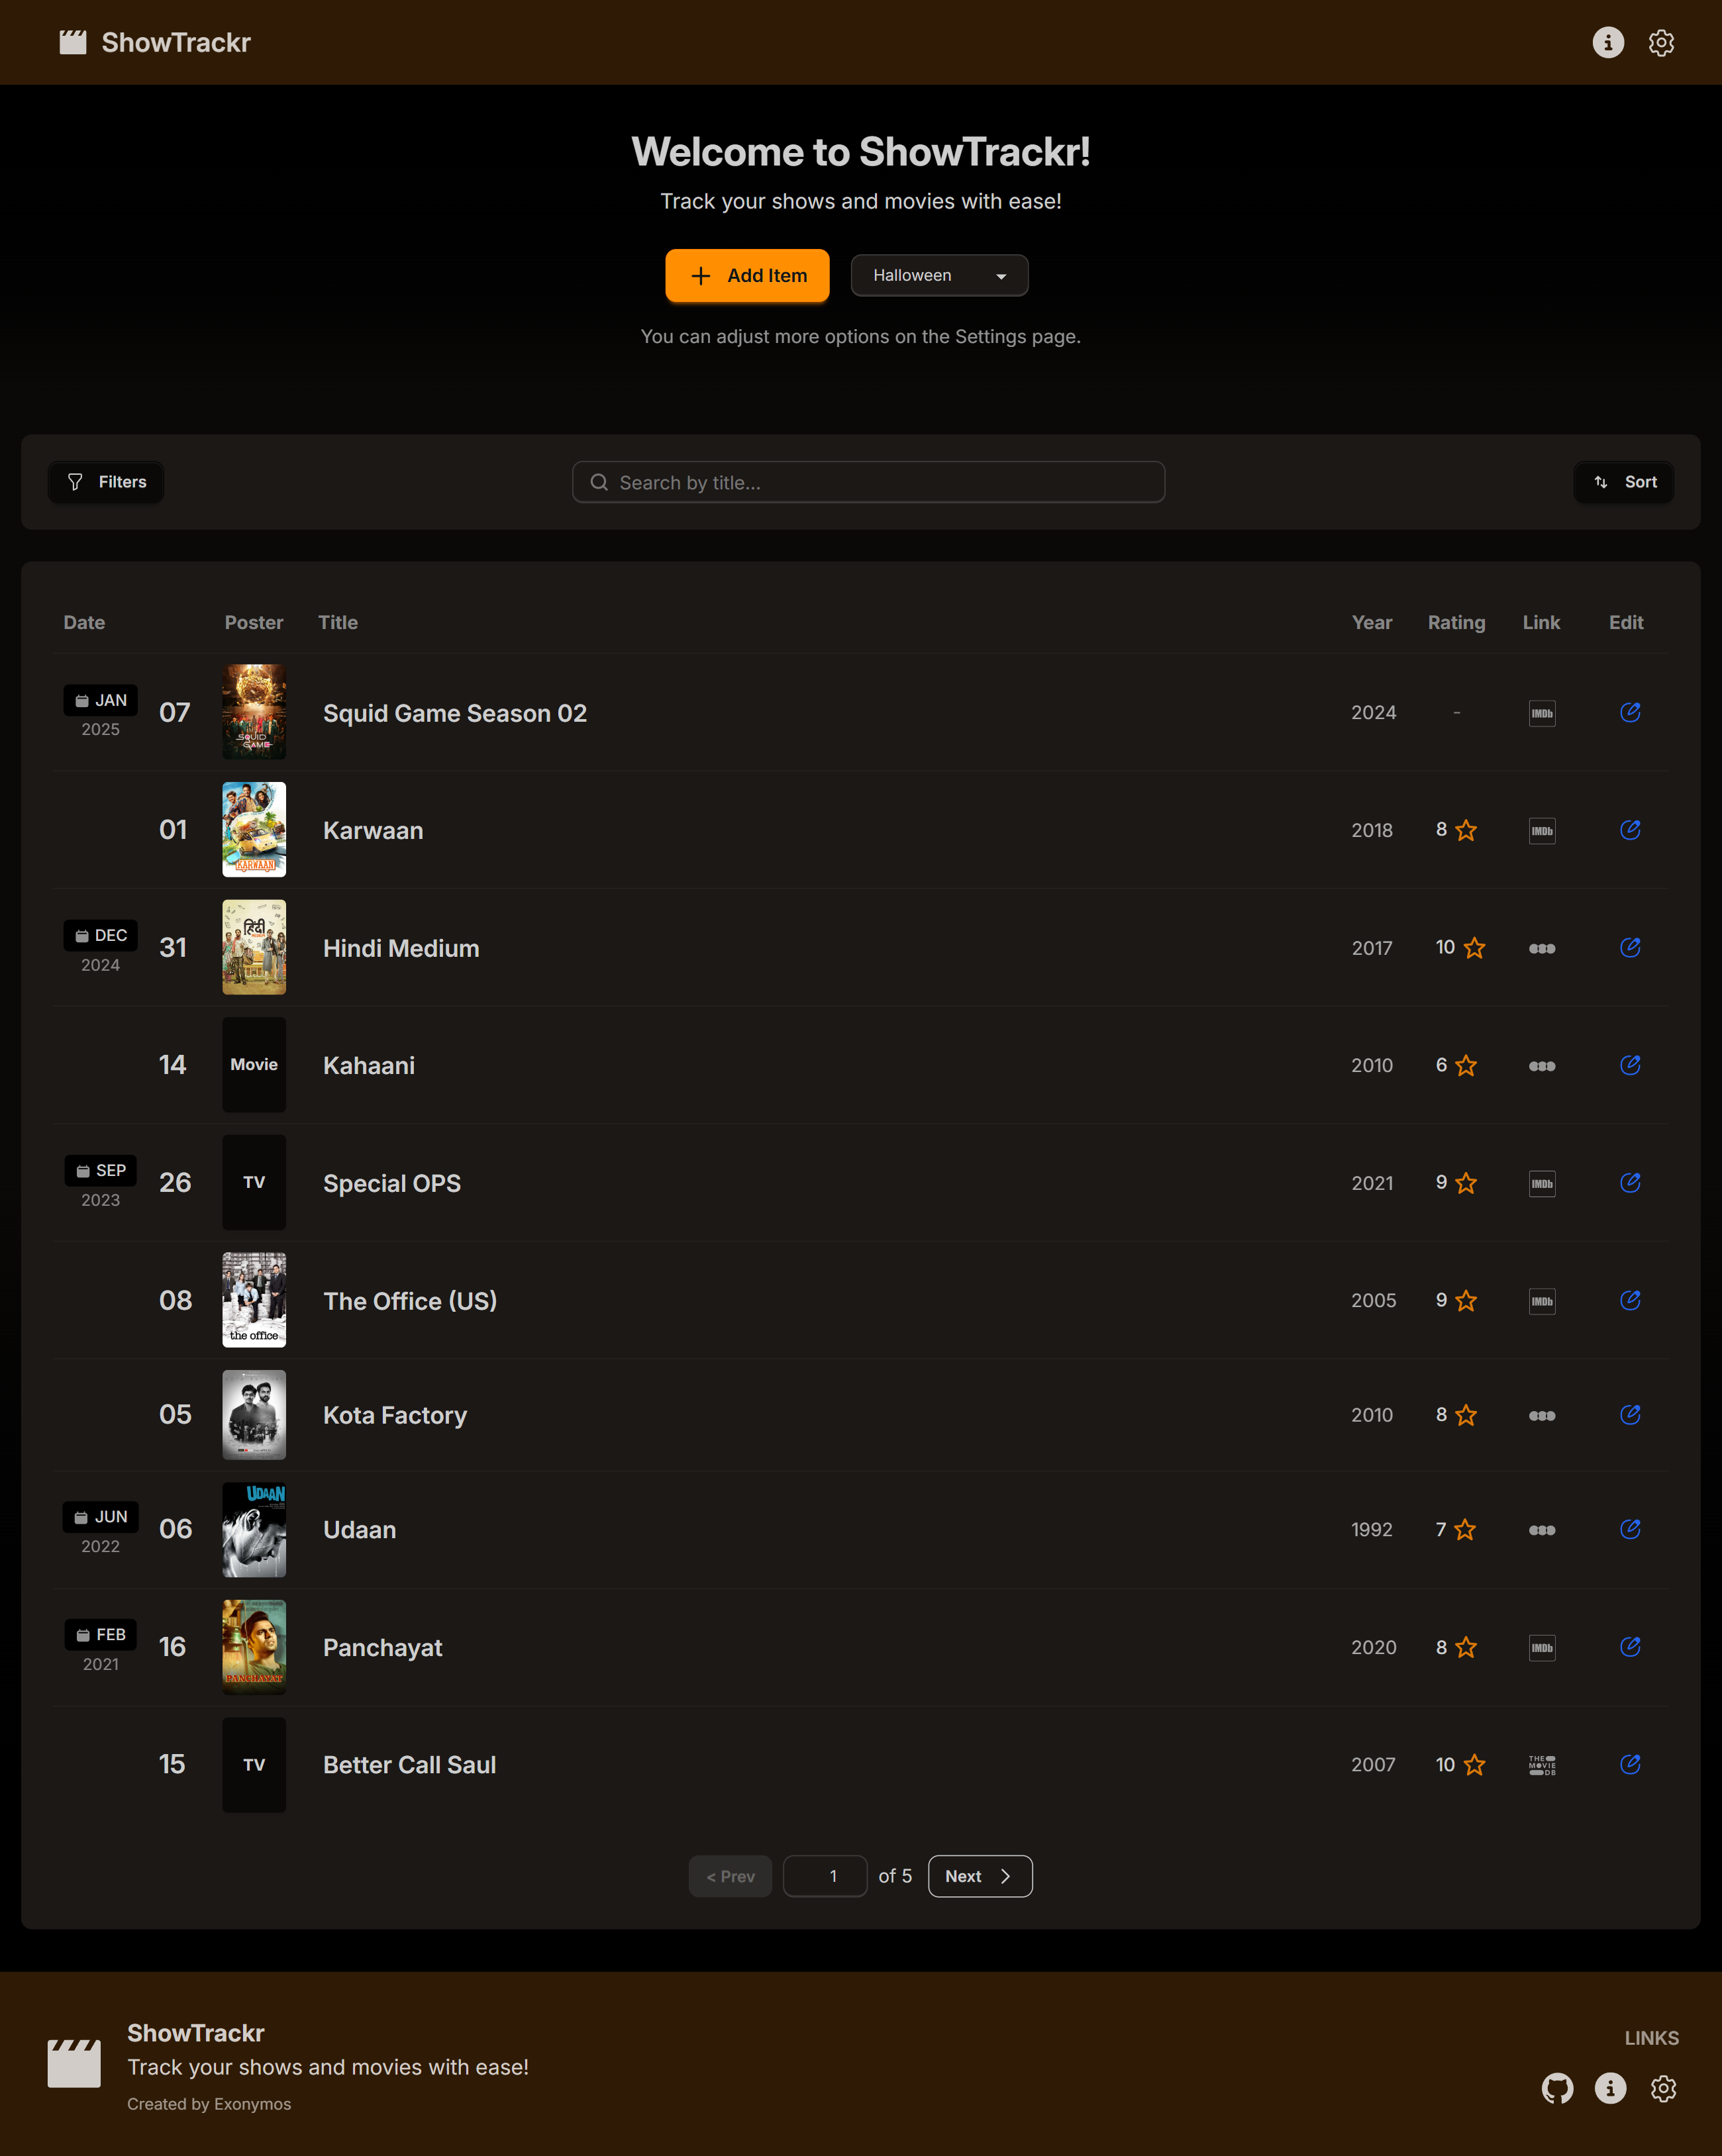 ShowTrackr
Welcome to ShowTrackr!
Track your shows and movies with ease!
Add Item
Halloween
You can adjust more options on the Settings page.
Filters
Search by title...
Sort
Date Poster Title Year Rating Link Edit
JAN
2025
07
SQUID
GAME
Squid Game Season 02
2024
-
IMDb
01
KARWAAN
Karwaan
2018
8
IMDb
DEC
2024
31
हिंदी
Hindi Medium
2017
10
14
Movie
Kahaani
2010
6
SEP
2023
26
TV
Special OPS
2021
9
IMDb
08
the office
The Office (US)
2005
9
IMDb
05
Kota Factory
2010
8
JUN
2022
06
UDAAN
Udaan
1992
7
FEB
2021
16
PANCHAYAT
Panchayat
2020
8
IMDb
15
TV
Better Call Saul
2007
10
THE
MOVIE
DB
< Prev
1
of 5
Next
ShowTrackr
Track your shows and movies with ease!
Created by Exonymos
LINKS